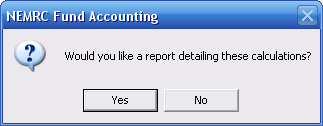 NEMRC Fund Accounting
Would you like a report detailing these calculations?
Yes
No